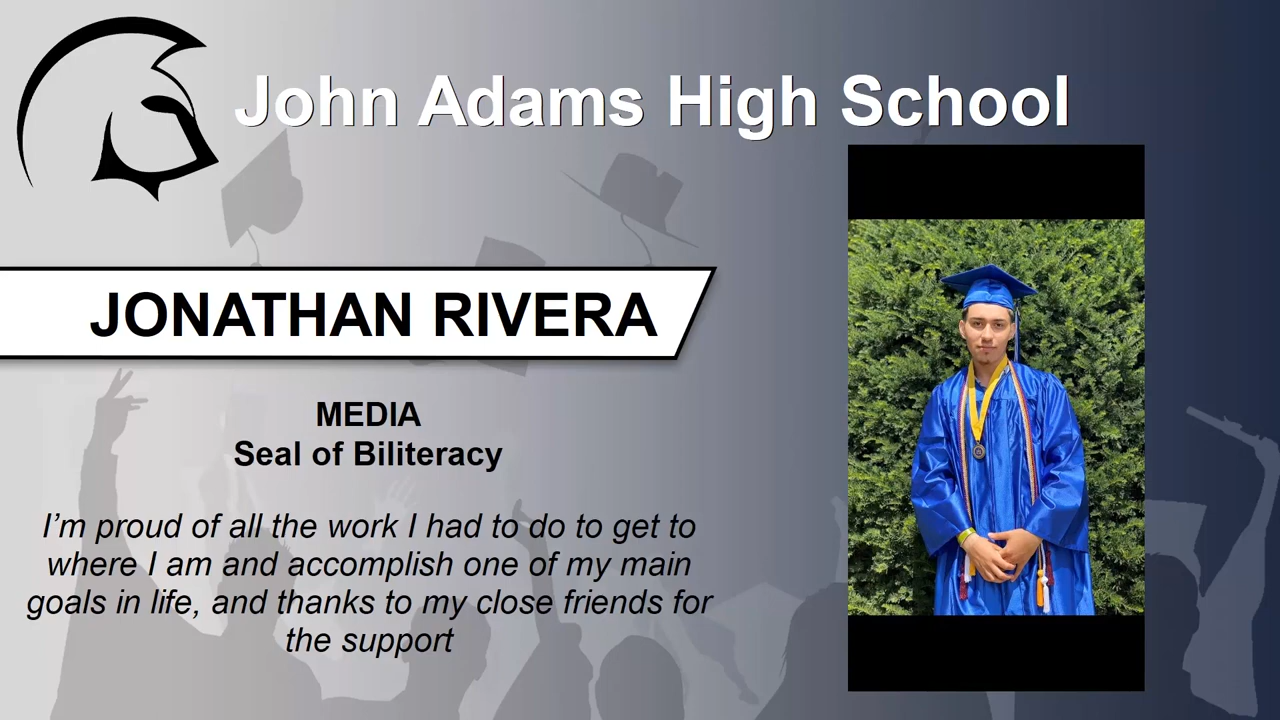 John Adams High School
JONATHAN RIVERA
MEDIA
Seal of Biliteracy
I’m proud of all the work I had to do to get to
where I am and accomplish one of my main
goals in life, and thanks to my close friends for
the support